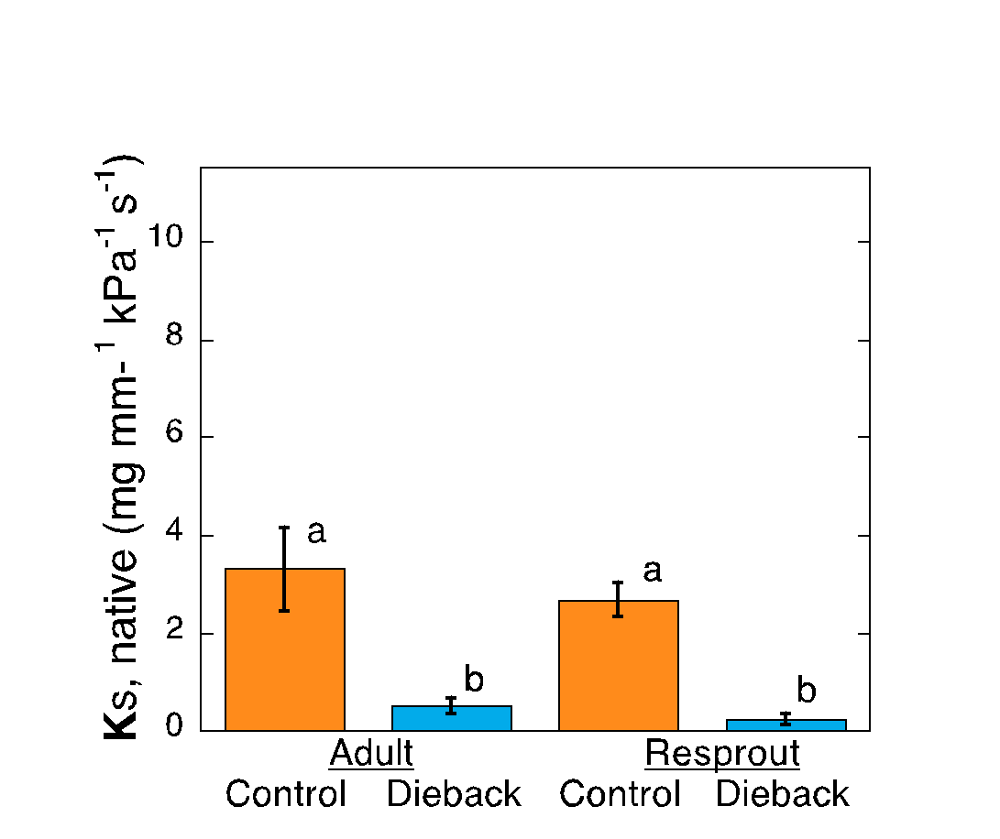 Ks, native (mg mm-¹ kPa⁻¹ s⁻¹)
10
8
6
4
2
0
a
b
a
b
Adult Resprout
Control Dieback Control Dieback